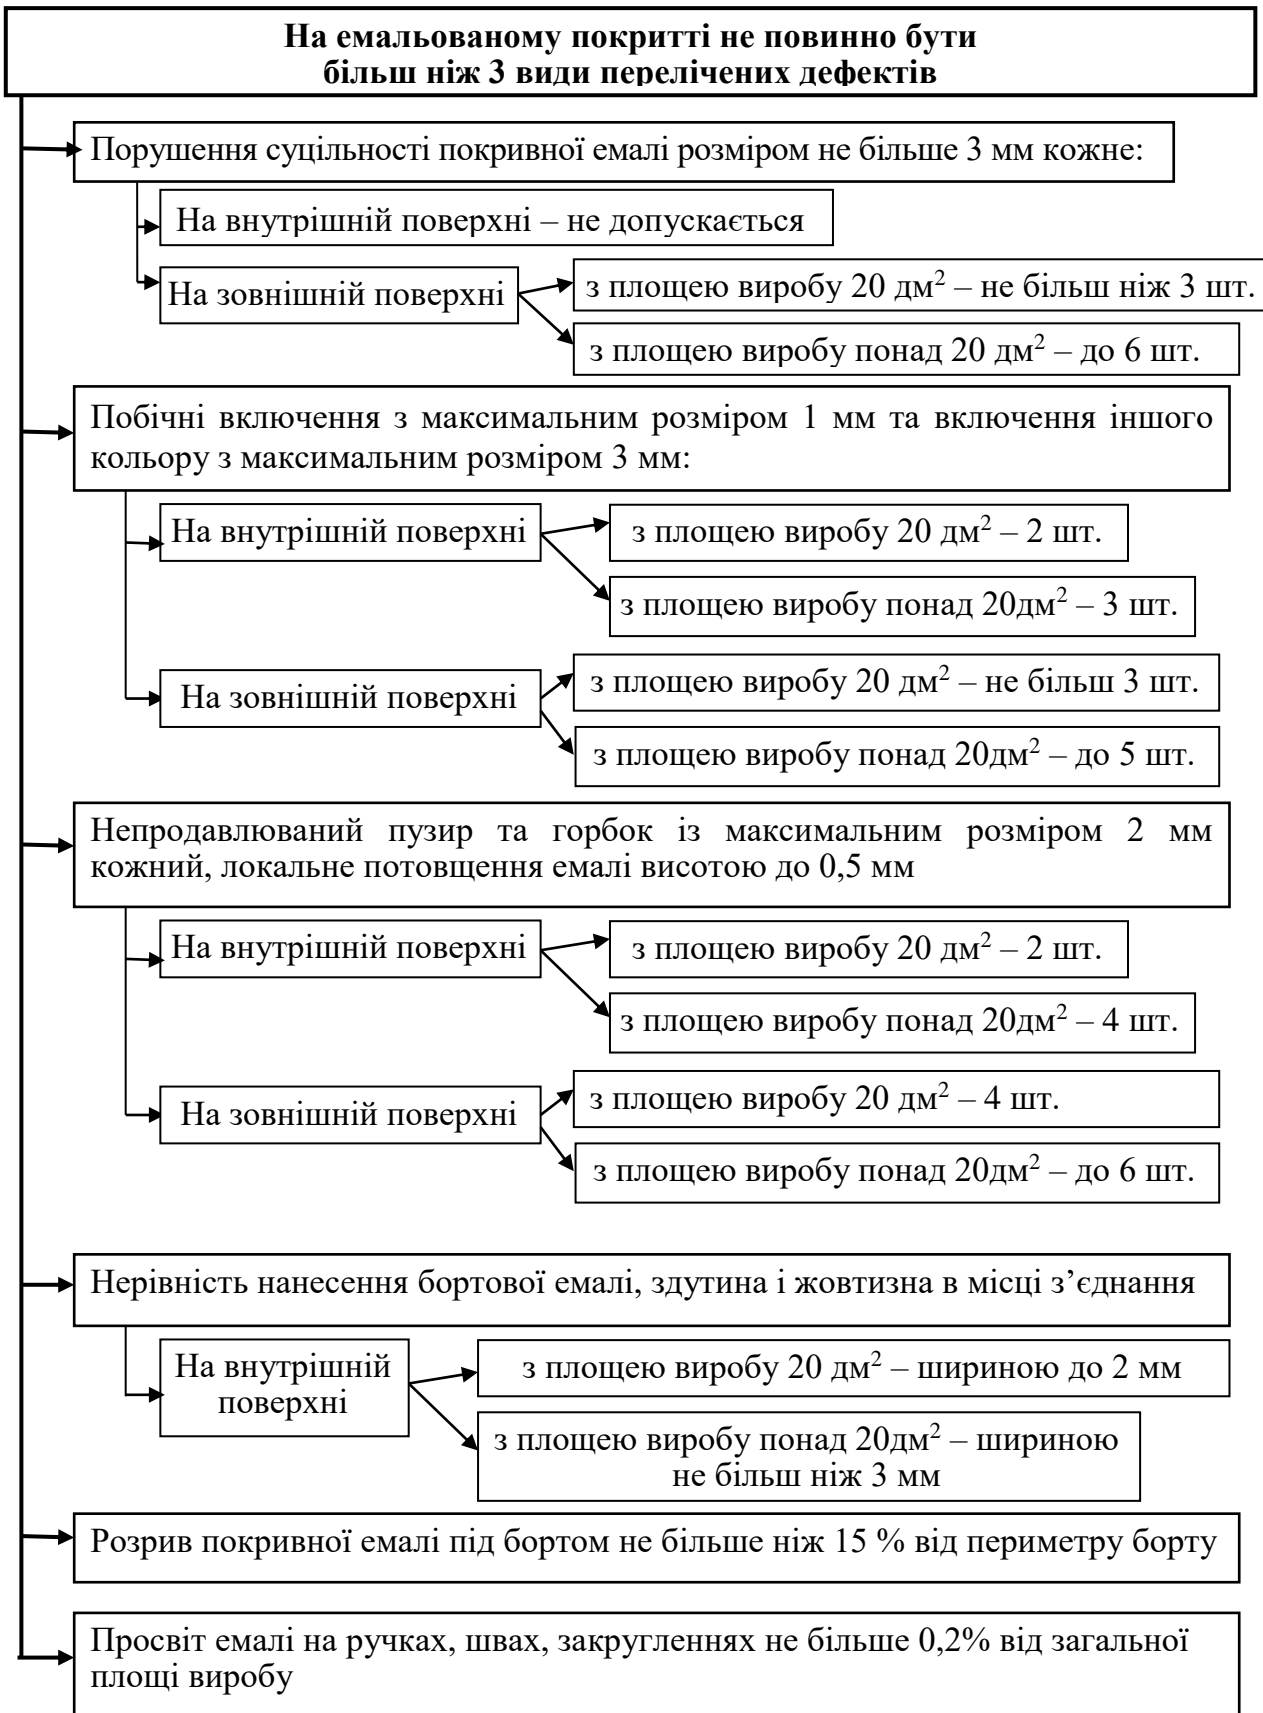 На емальованому покритті не повинно бути
більш ніж 3 види перелічених дефектів
Порушення суцільності покривної емалі розміром не більше 3 мм кожне:
На внутрішній поверхні – не допускається
На зовнішній поверхні
з площею виробу 20 дм² – не більш ніж 3 шт.
з площею виробу понад 20 дм² – до 6 шт.
Побічні включення з максимальним розміром 1 мм та включення іншого
кольору з максимальним розміром 3 мм:
На внутрішній поверхні
з площею виробу 20 дм² – 2 шт.
з площею виробу понад 20дм² – 3 шт.
На зовнішній поверхні
з площею виробу 20 дм² – не більш 3 шт.
з площею виробу понад 20дм² – до 5 шт.
Непродавлюваний пузир та горбок із максимальним розміром 2 мм
кожний, локальне потовщення емалі висотою до 0,5 мм
На внутрішній поверхні
з площею виробу 20 дм² – 2 шт.
з площею виробу понад 20дм² – 4 шт.
На зовнішній поверхні
з площею виробу 20 дм² – 4 шт.
з площею виробу понад 20дм² – до 6 шт.
Нерівність нанесення бортової емалі, здутина і жовтизна в місці з’єднання
На внутрішній
поверхні
з площею виробу 20 дм² – шириною до 2 мм
з площею виробу понад 20дм² – шириною
не більш ніж 3 мм
Розрив покривної емалі під бортом не більше ніж 15 % від периметру борту
Просвіт емалі на ручках, швах, закругленнях не більше 0,2% від загальної
площі виробу